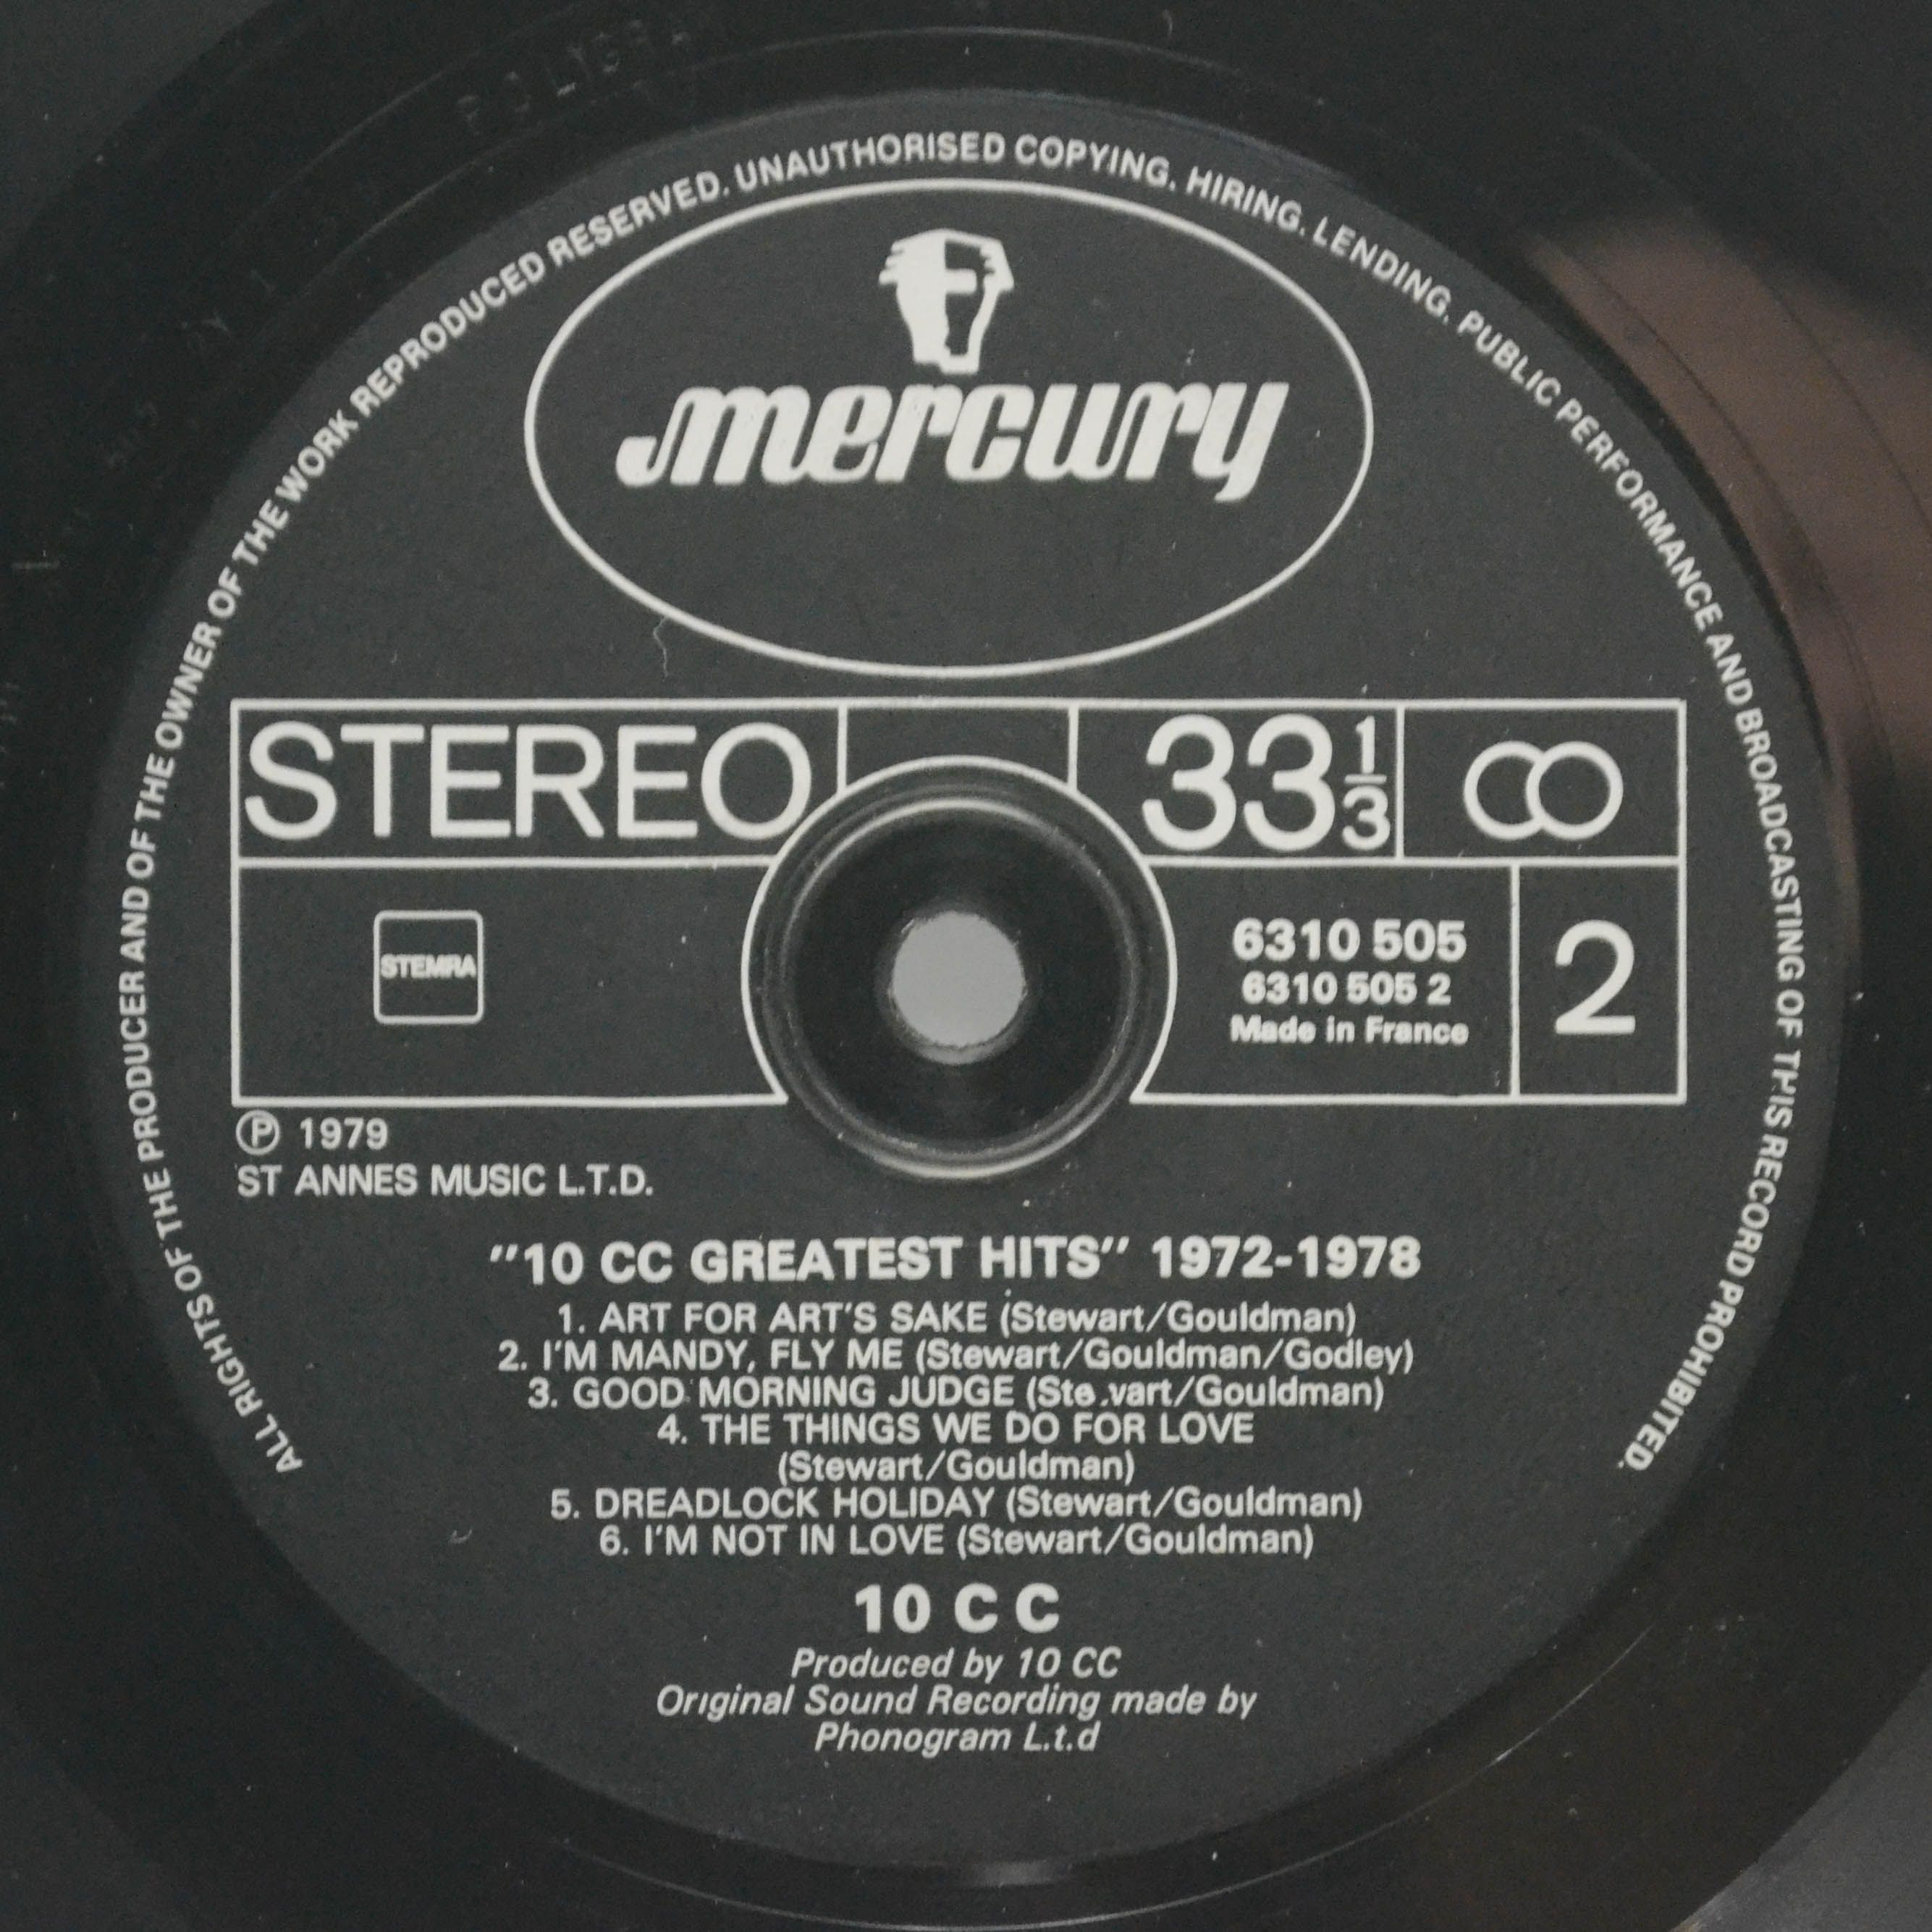 ALL RIGHTS OF THE PRODUCER AND OF THE OWNER OF THE WORK REPRODUCED RESERVED. UNAUTHORISED COPYING. HIRING. LENDING. PUBLIC PERFORMANCE AND BROADCASTING OF THIS RECORD PROHIBITED.
mercury
STEREO
33 1/3
STEMRA
6310 505
6310 505 2
Made in France
2
Ⓟ 1979
ST ANNES MUSIC L.T.D.
"10 CC GREATEST HITS" 1972-1978
1. ART FOR ART'S SAKE (Stewart/Gouldman)
2. I'M MANDY, FLY ME (Stewart/Gouldman/Godley)
3. GOOD MORNING JUDGE (Stewart/Gouldman)
4. THE THINGS WE DO FOR LOVE
(Stewart/Gouldman)
5. DREADLOCK HOLIDAY (Stewart/Gouldman)
6. I'M NOT IN LOVE (Stewart/Gouldman)
10 C C
Produced by 10 CC
Original Sound Recording made by
Phonogram L.t.d